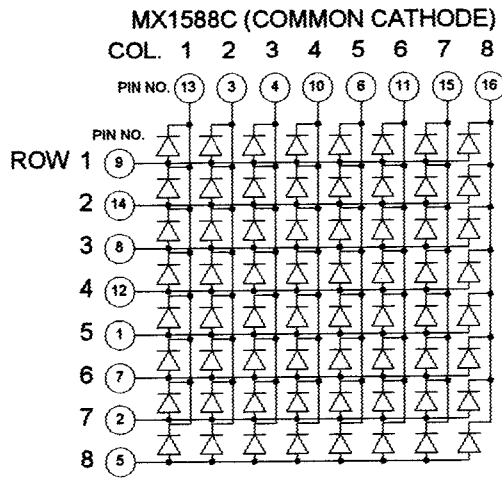 MX1588C (COMMON CATHODE)
COL. 1 2 3 4 5 6 7 8
PIN NO. 13 3 4 10 6 11 15 16
PIN NO.
ROW 1 9
2 14
3 8
4 12
5 1
6 7
7 2
8 5